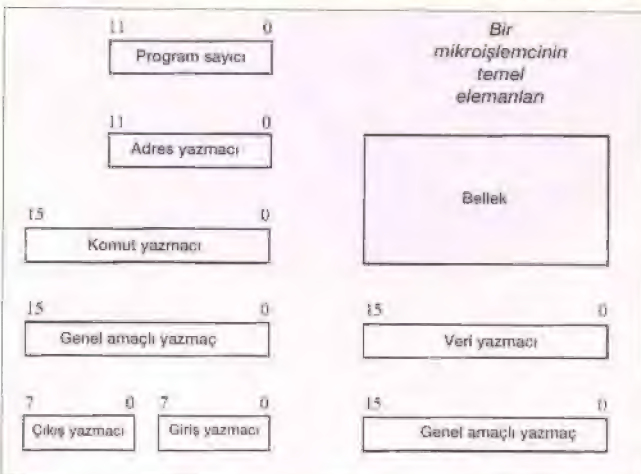 11 0
Program sayıcı
11 0
Adres yazmacı
15 0
Komut yazmacı
15 0
Genel amaçlı yazmaç
7 0
Çıkış yazmacı
7 0
Giriş yazmacı
Bir
mikroişlemcinin
temel
elemanları
Bellek
15 0
Veri yazmacı
15 0
Genel amaçlı yazmaç